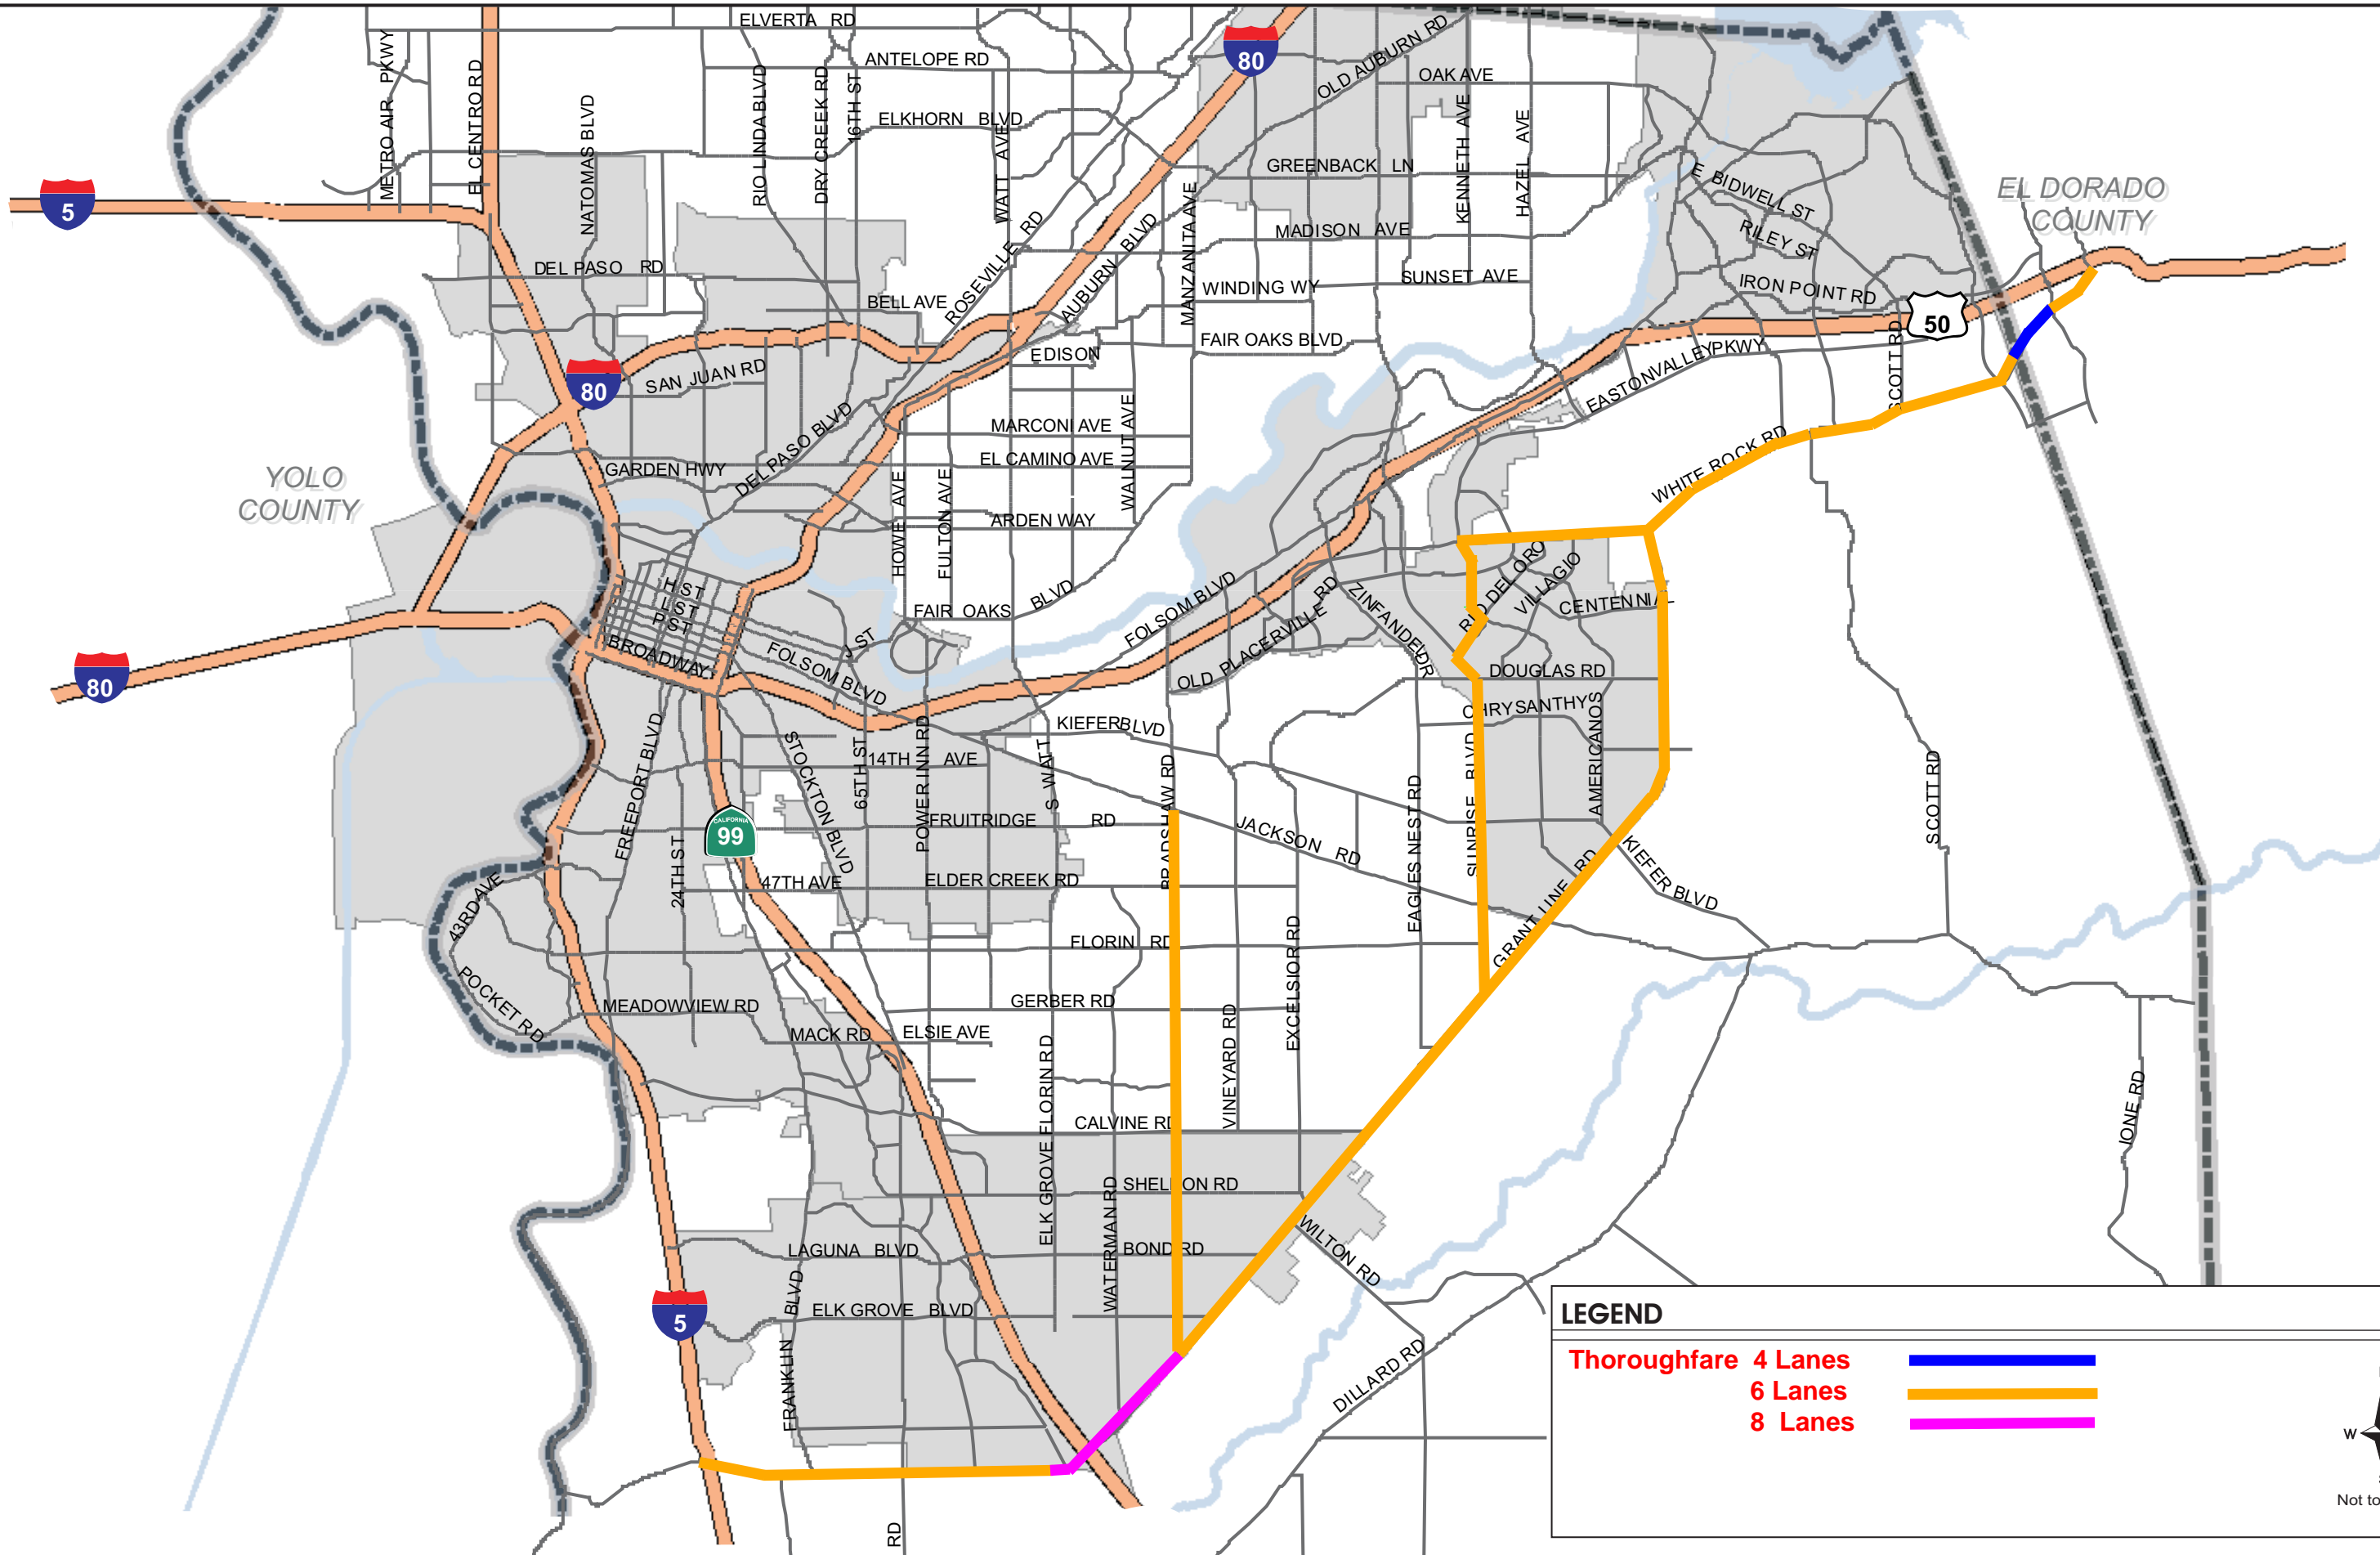 ELVERTA RD
ANTELOPE RD
METRO AIR PKWY
EL CENTRO RD
NATOMAS BLVD
RIO LINDA BLVD
DRY CREEK RD
16TH ST
ELKHORN BLVD
WATT AVE
80
OLD AUBURN RD
OAK AVE
KENNETH AVE
HAZEL AVE
GREENBACK LN
MADISON AVE
MANZANITA AVE
SUNSET AVE
WINDING WY
FAIR OAKS BLVD
E BIDWELL ST
RILEY ST
IRON POINT RD
EL DORADO
COUNTY
50
5
DEL PASO RD
BELL AVE
ROSEVILLE RD
AUBURN BLVD
EDISON
80
SAN JUAN RD
DEL PASO BLVD
GARDEN HWY
MARCONI AVE
EL CAMINO AVE
WALNUT AVE
HOWE AVE
FULTON AVE
ARDEN WAY
EASTON VALLEY PKWY
SCOTT RD
WHITE ROCK RD
YOLO
COUNTY
H ST
L ST
P ST
BROADWAY
J ST
FOLSOM BLVD
FAIR OAKS BLVD
FOLSOM BLVD
OLD PLACERVILLE RD
ZINFANDEL DR
RIO DEL ORO
VILLAGIO
CENTENNIAL
DOUGLAS RD
CHRYSANTHY
AMERICANOS
SUNRISE BLVD
80
KIEFER BLVD
FREEPORT BLVD
STOCKTON BLVD
65TH ST
14TH AVE
POWER INN RD
S WATT
BRADSHAW RD
CALIFORNIA
99
FRUITRIDGE RD
JACKSON RD
EAGLES NEST RD
GRANT LINE RD
KIEFER BLVD
SCOTT RD
24TH ST
47TH AVE
ELDER CREEK RD
43RD AVE
FLORIN RD
EXCELSIOR RD
POCKET RD
MEADOWVIEW RD
GERBER RD
MACK RD
ELSIE AVE
ELK GROVE FLORIN RD
VINEYARD RD
CALVINE RD
IONE RD
SHELDON RD
WATERMAN RD
WILTON RD
LAGUNA BLVD
BOND RD
FRANKLIN BLVD
5
ELK GROVE BLVD
DILLARD RD
RD
LEGEND
Thoroughfare 4 Lanes
6 Lanes
8 Lanes
W
Not to